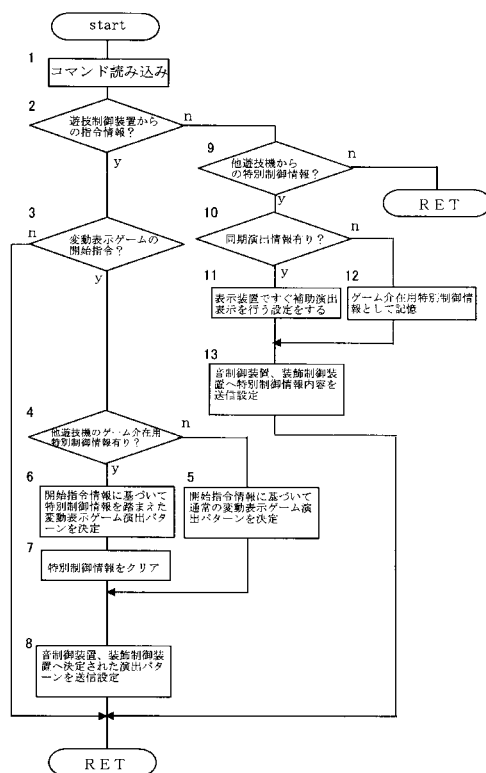 start
1
コマンド読み込み
2
遊技制御装置から
の指令情報？
n
y
9
他遊技機から
の特別制御情報？
n
y
RET
3
n
変動表示ゲームの
開始指令？
y
10
同期演出情報有り？
n
y
11
表示装置ですぐ補助演出
表示を行う設定をする
12
ゲーム介在用特別制御情
報として記憶
13
音制御装置、装飾制御装
置へ特別制御情報内容を
送信設定
4
他遊技機のゲーム介在用
特別制御情報有り？
n
y
6
開始指令情報に基づいて
特別制御情報を踏まえた
変動表示ゲーム演出パタ
ーンを決定
5
開始指令情報に基づいて
通常の変動表示ゲーム演
出パターンを決定
7
特別制御情報をクリア
8
音制御装置、装飾制御装
置へ決定された演出パタ
ーンを送信設定
RET